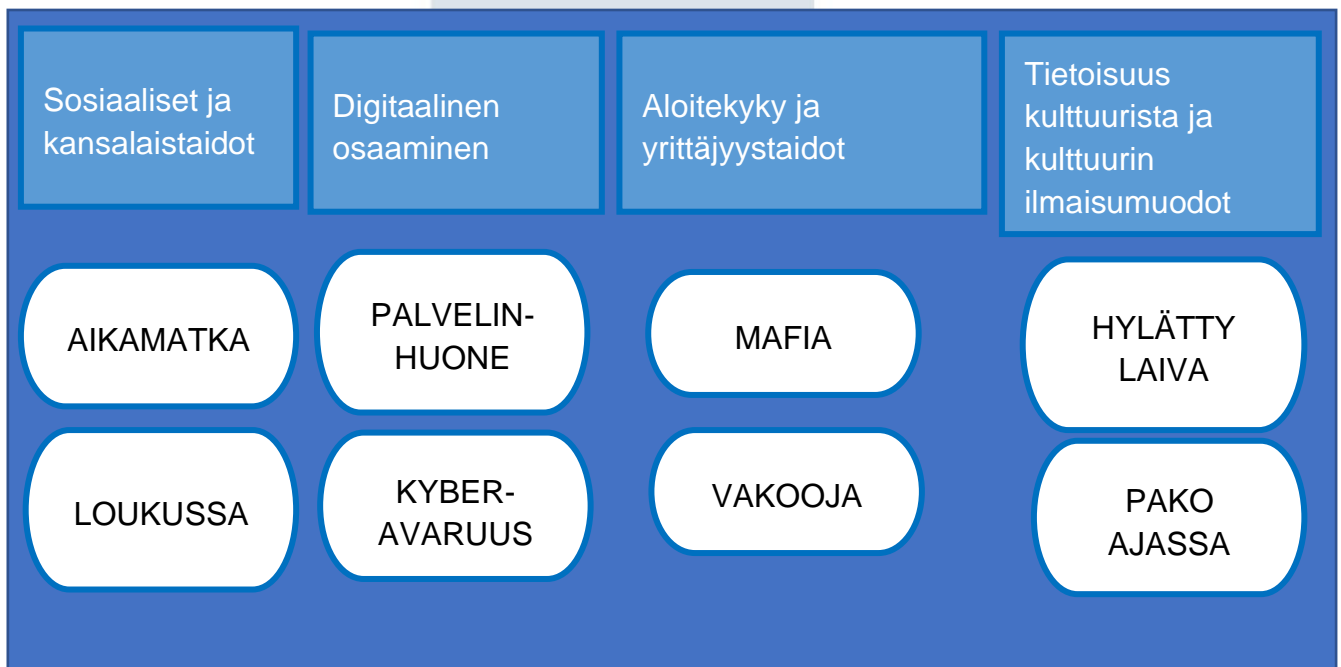 Sosiaaliset ja
kansalaistaidot
Digitaalinen
osaaminen
Aloitekyky ja
yrittäjyystaidot
Tietoisuus
kulttuurista ja
kulttuurin
ilmaisumuodot
AIKAMATKA
PALVELIN-
HUONE
MAFIA
HYLÄTTY
LAIVA
LOUKUSSA
KYBER-
AVARUUS
VAKOOJA
PAKO
AJASSA